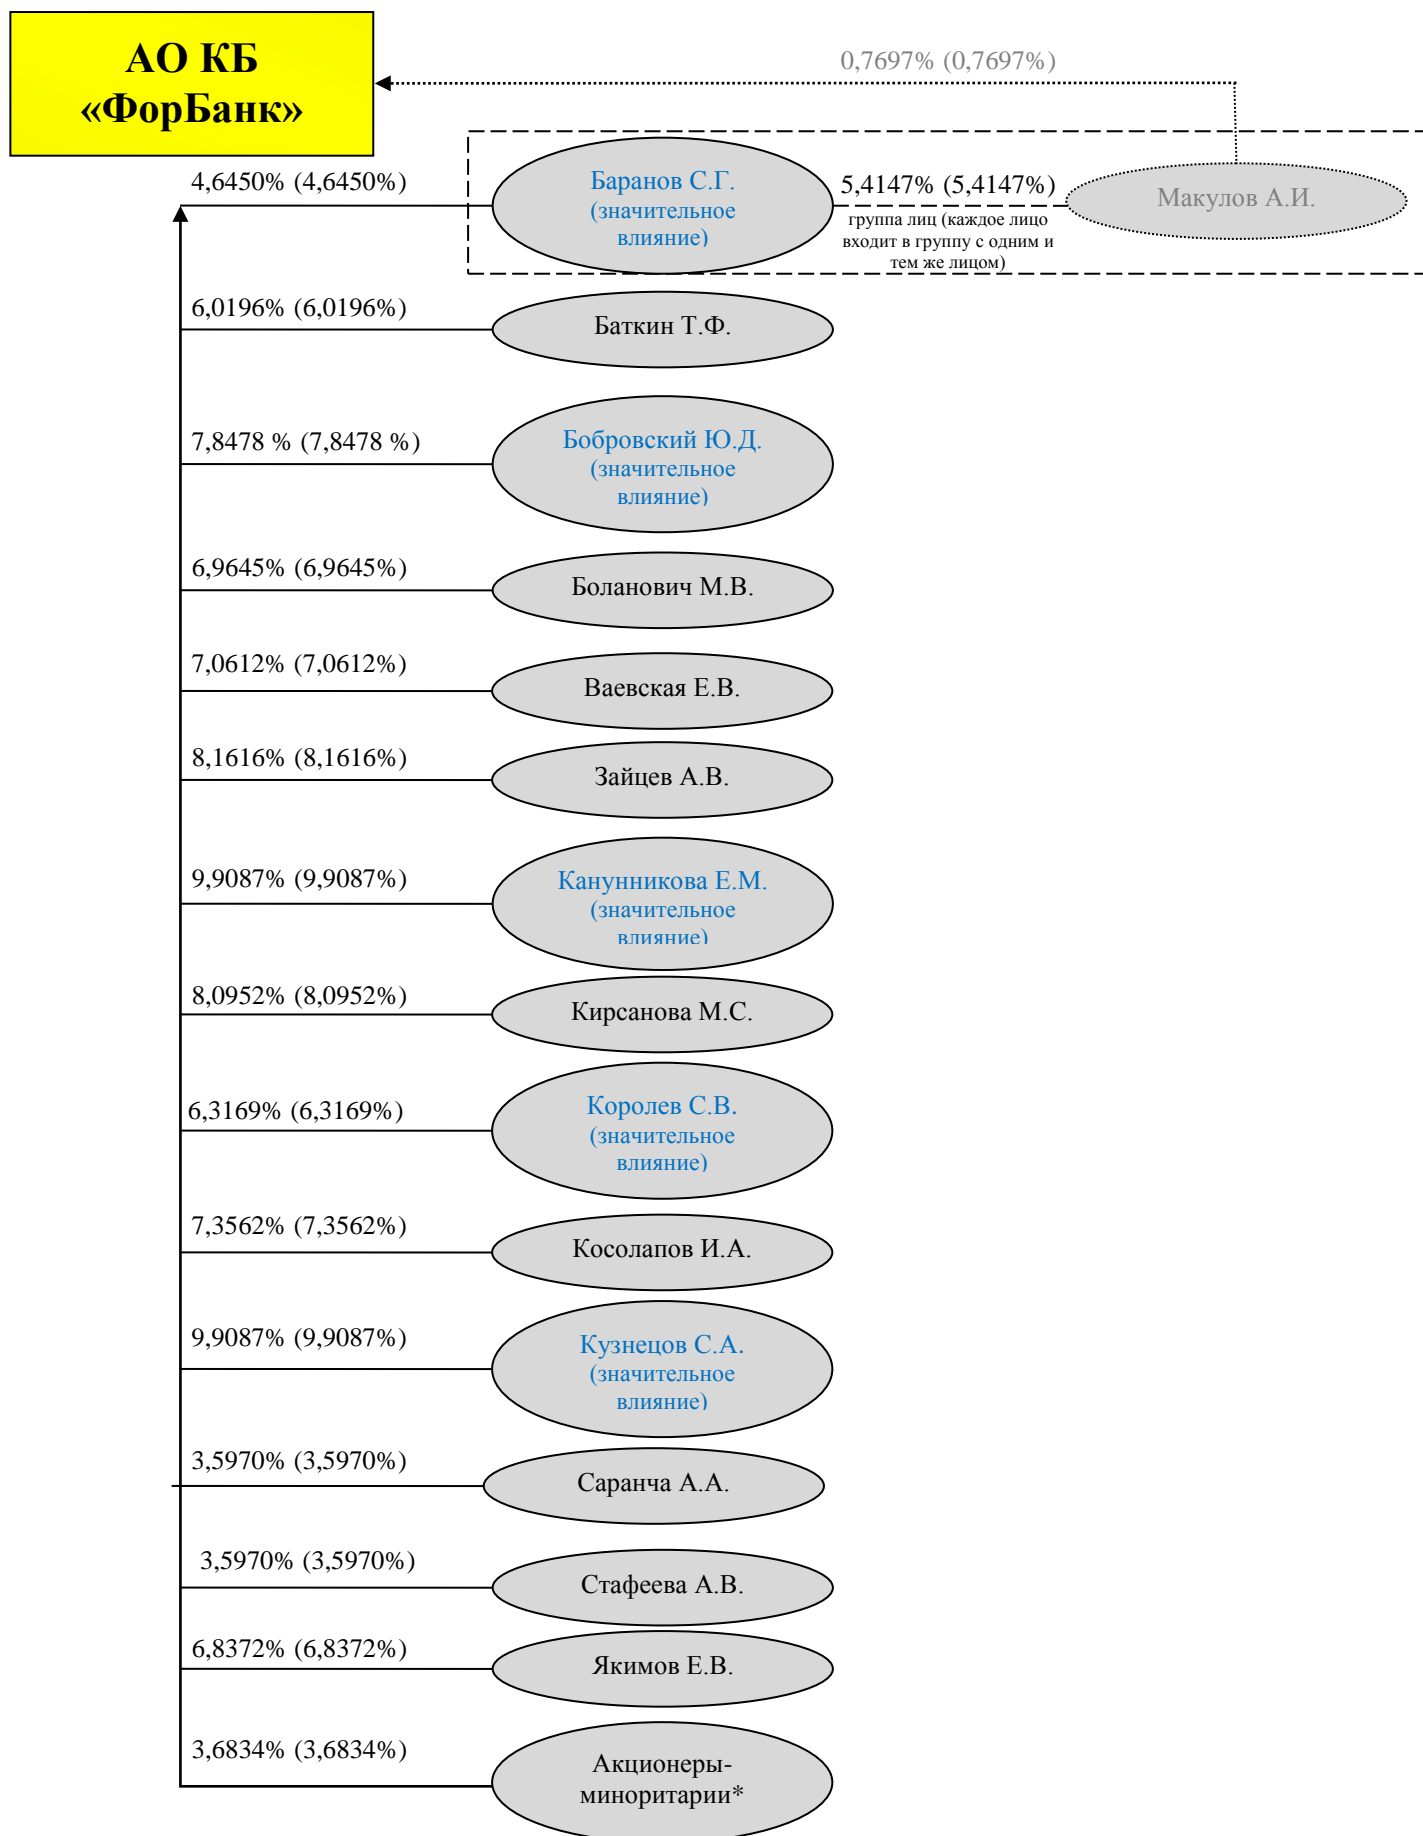 АО КБ
«ФорБанк»
0,7697% (0,7697%)
4,6450% (4,6450%)
Баранов С.Г.
(значительное
влияние)
5,4147% (5,4147%)
группа лиц (каждое лицо
входит в группу с одним и
тем же лицом)
Макулов А.И.
6,0196% (6,0196%)
Баткин Т.Ф.
7,8478 % (7,8478 %)
Бобровский Ю.Д.
(значительное
влияние)
6,9645% (6,9645%)
Боланович М.В.
7,0612% (7,0612%)
Ваевская Е.В.
8,1616% (8,1616%)
Зайцев А.В.
9,9087% (9,9087%)
Канунникова Е.М.
(значительное
влияние)
8,0952% (8,0952%)
Кирсанова М.С.
6,3169% (6,3169%)
Королев С.В.
(значительное
влияние)
7,3562% (7,3562%)
Косолапов И.А.
9,9087% (9,9087%)
Кузнецов С.А.
(значительное
влияние)
3,5970% (3,5970%)
Саранча А.А.
3,5970% (3,5970%)
Стафеева А.В.
6,8372% (6,8372%)
Якимов Е.В.
3,6834% (3,6834%)
Акционеры-
миноритарии*